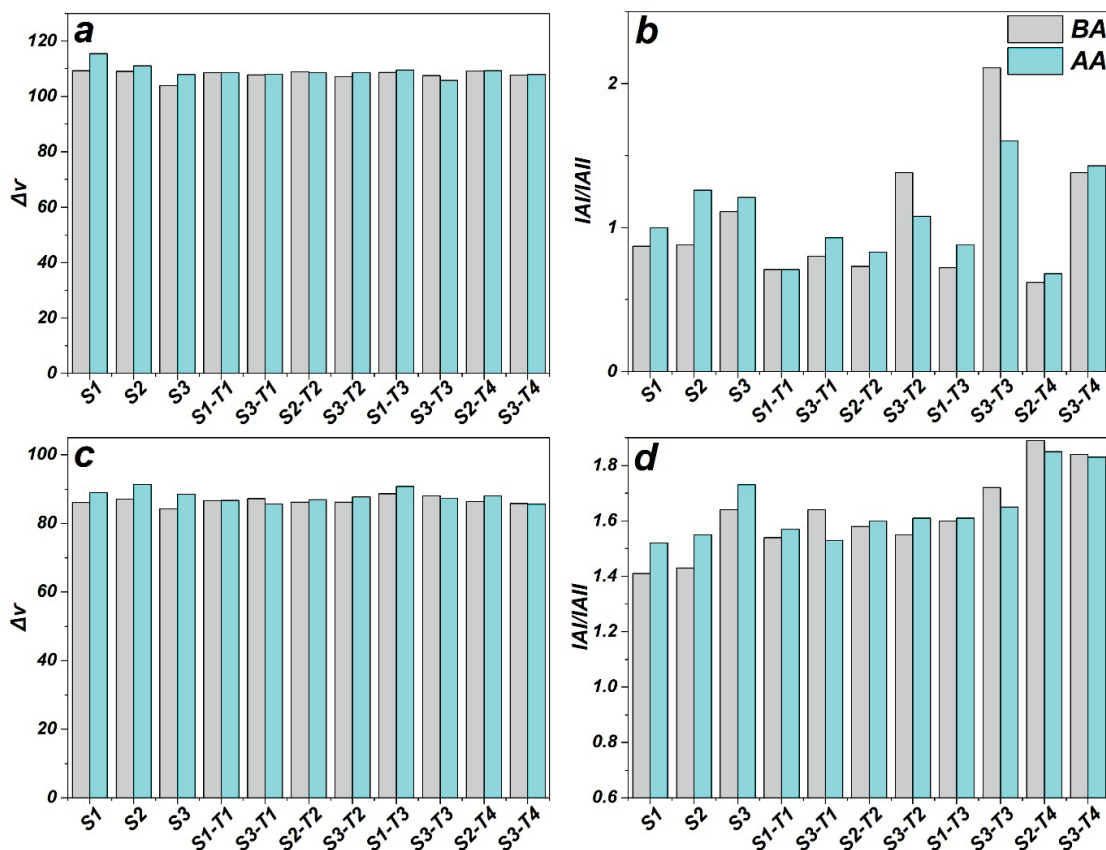 a
120
100
80
60
40
20
0
Δv
S1 S2 S3 S1-T1 S3-T1 S2-T2 S3-T2 S1-T3 S3-T3 S2-T4 S3-T4
b
BA
AA
2
1
0
IAI/IAII
S1 S2 S3 S1-T1 S3-T1 S2-T2 S3-T2 S1-T3 S3-T3 S2-T4 S3-T4
c
100
80
60
40
20
0
Δv
S1 S2 S3 S1-T1 S3-T1 S2-T2 S3-T2 S1-T3 S3-T3 S2-T4 S3-T4
d
1.8
1.6
1.4
1.2
1.0
0.8
0.6
IAI/IAII
S1 S2 S3 S1-T1 S3-T1 S2-T2 S3-T2 S1-T3 S3-T3 S2-T4 S3-T4